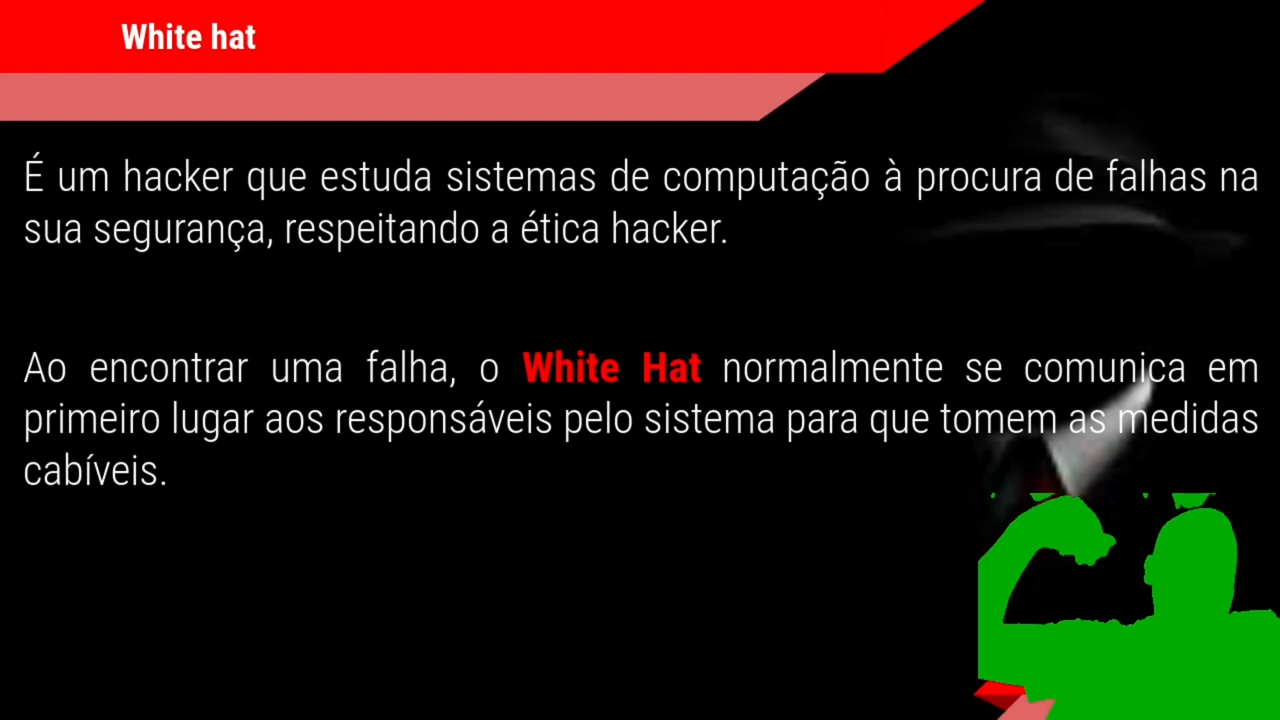 White hat
É um hacker que estuda sistemas de computação à procura de falhas na
sua segurança, respeitando a ética hacker.
Ao encontrar uma falha, o White Hat normalmente se comunica em
primeiro lugar aos responsáveis pelo sistema para que tomem as medidas
cabíveis.